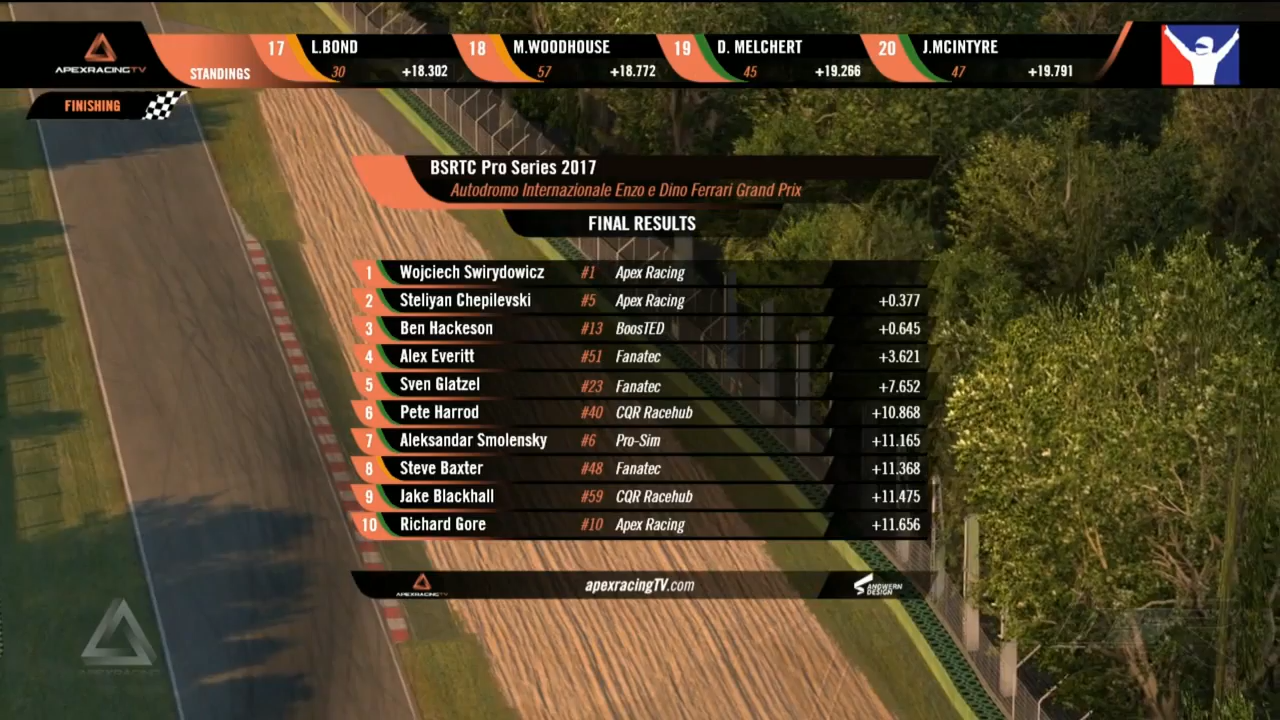 17 L.BOND 18 M.WOODHOUSE 19 D. MELCHERT 20 J.MCINTYRE
APEXRACINGTV STANDINGS 30 +18.302 57 +18.772 45 +19.266 47 +19.791
FINISHING
BSRTC Pro Series 2017
Autodromo Internazionale Enzo e Dino Ferrari Grand Prix
FINAL RESULTS
1 Wojciech Swirydowicz #1 Apex Racing
2 Steliyan Chepilevski #5 Apex Racing +0.377
3 Ben Hackeson #13 BoosTED +0.645
4 Alex Everitt #51 Fanatec +3.621
5 Sven Glatzel #23 Fanatec +7.652
6 Pete Harrod #40 CQR Racehub +10.868
7 Aleksandar Smolensky #6 Pro-Sim +11.165
8 Steve Baxter #48 Fanatec +11.368
9 Jake Blackhall #59 CQR Racehub +11.475
10 Richard Gore #10 Apex Racing +11.656
APEXRACINGTV apexracingTV.com SANDWERN DESIGN
APEXRACING